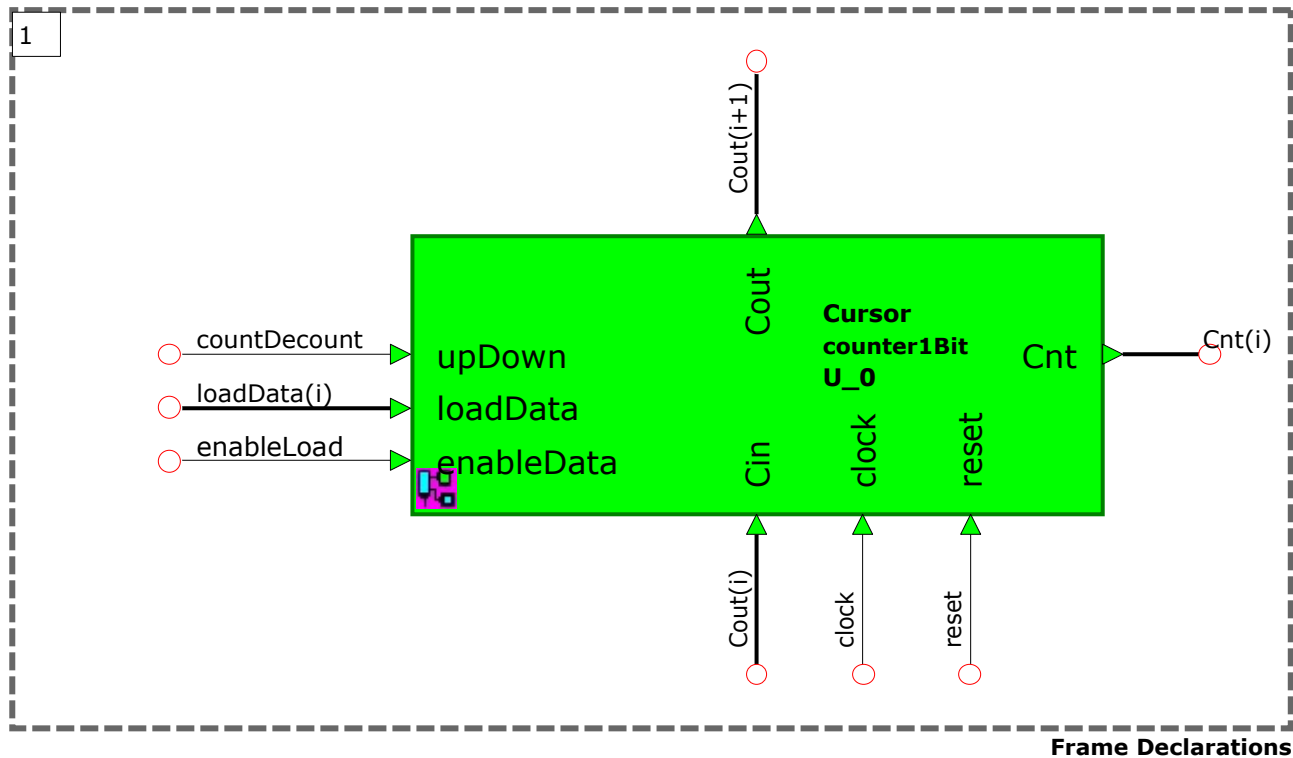 1
Cout(i+1)
Cout
Cursor
counter1Bit
U_0
countDecount
upDown
Cnt
Cnt(i)
loadData(i)
loadData
enableLoad
enableData
Cin
clock
reset
Cout(i)
clock
reset
Frame Declarations